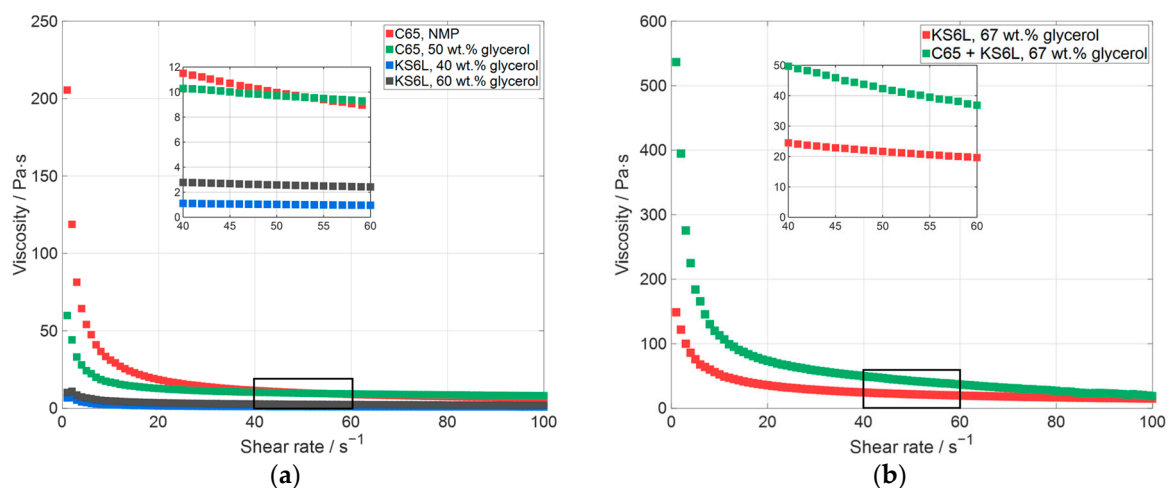 250
200
150
100
50
0
Viscosity / Pa·s
C65, NMP
C65, 50 wt.% glycerol
KS6L, 40 wt.% glycerol
KS6L, 60 wt.% glycerol
12
10
8
6
4
2
0
40 45 50 55 60
0 20 40 60 80 100
Shear rate / s⁻¹
(a)
600
500
400
300
200
100
0
Viscosity / Pa·s
KS6L, 67 wt.% glycerol
C65 + KS6L, 67 wt.% glycerol
50
40
30
20
10
0
40 45 50 55 60
0 20 40 60 80 100
Shear rate / s⁻¹
(b)